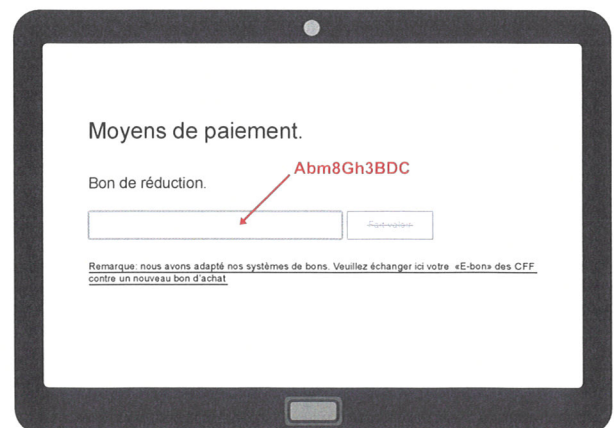 Moyens de paiement.
Abm8Gh3BDC
Bon de réduction.
Remarque: nous avons adapté nos systèmes de bons. Veuillez échanger ici votre «E-bon» des CFF
contre un nouveau bon d'achat